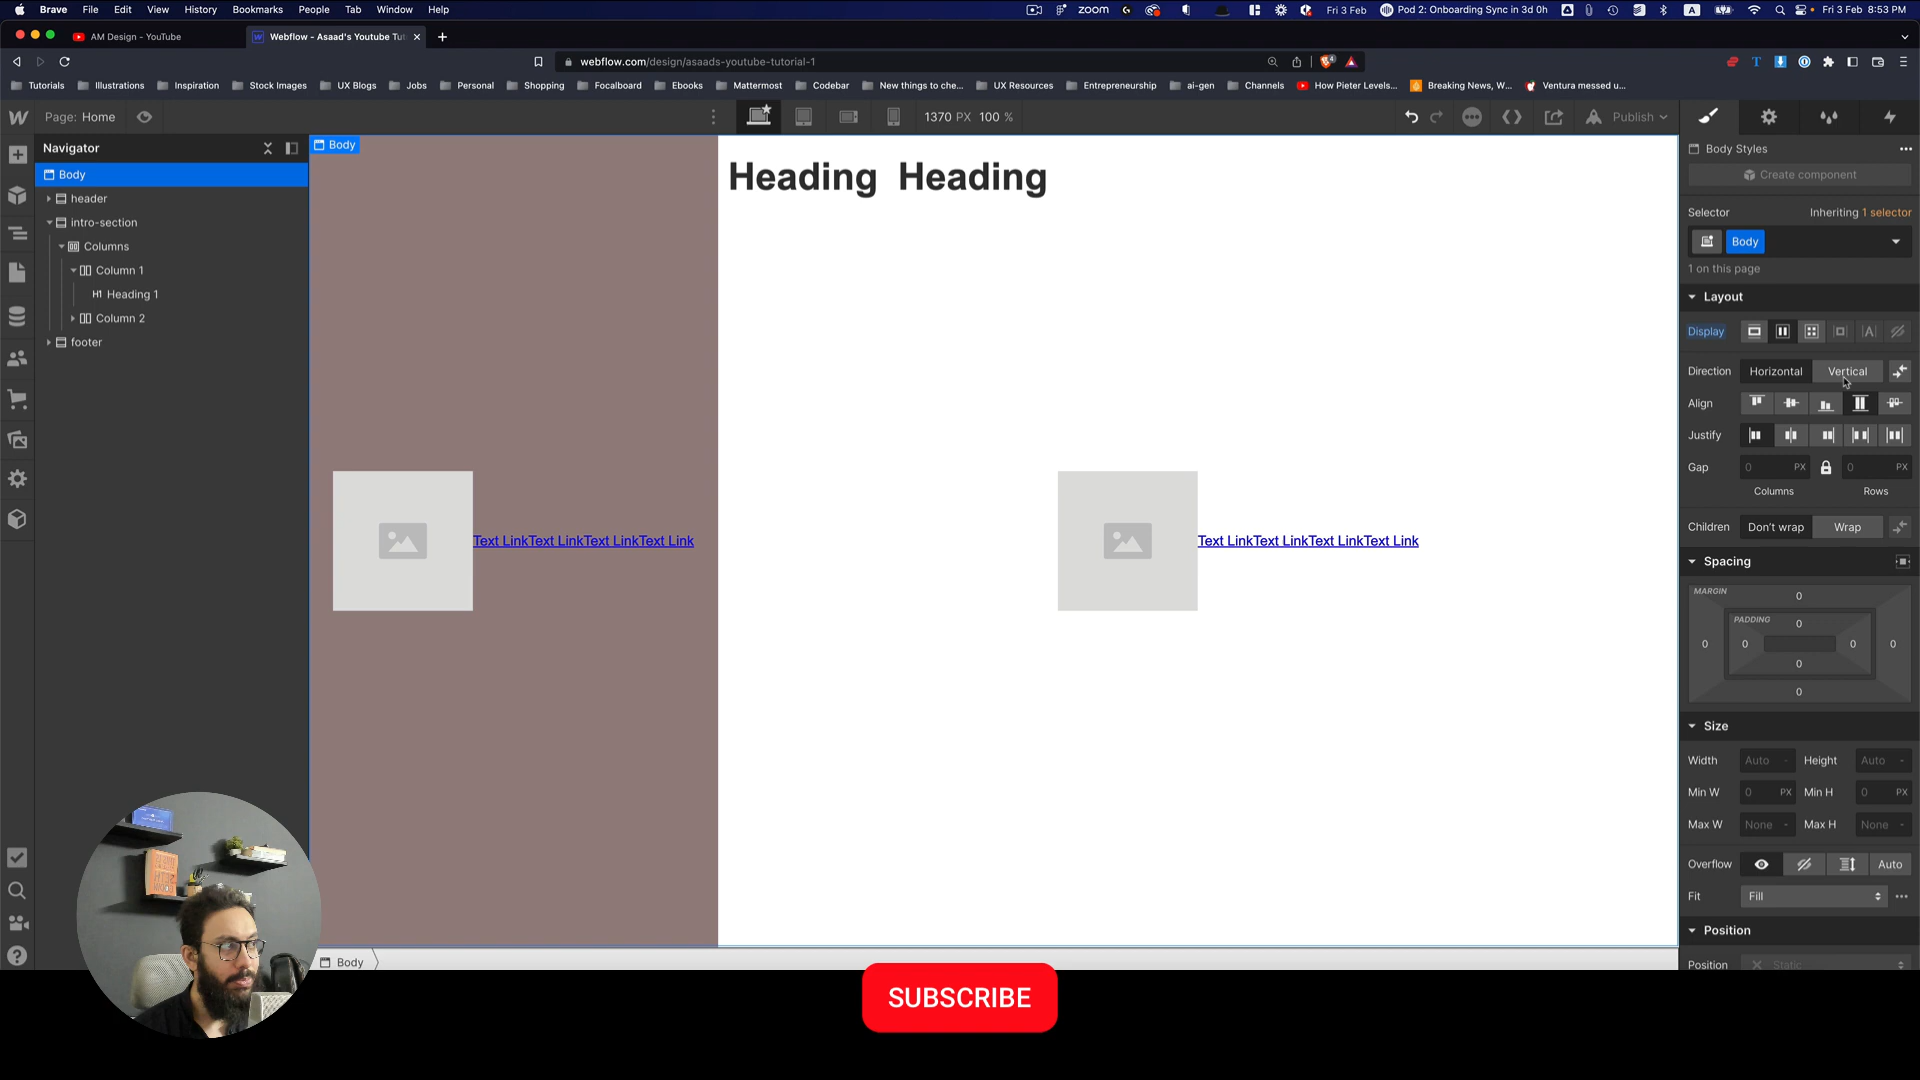 Brave File Edit View History Bookmarks People Tab Window Help
zoom Fri 3 Feb Pod 2: Onboarding Sync in 3d 0h A Fri 3 Feb 8:53 PM
AM Design - YouTube
Webflow - Asaad's Youtube Tut
webflow.com/design/asaads-youtube-tutorial-1
Tutorials Illustrations Inspiration Stock Images UX Blogs Jobs Personal Shopping Focalboard Ebooks Mattermost Codebar New things to che... UX Resources Entrepreneurship ai-gen Channels How Pieter Levels... Breaking News, W... Ventura messed u...
Page: Home
1370 PX 100 %
Publish
Navigator
Body
header
intro-section
Columns
Column 1
H1 Heading 1
Column 2
footer
Body
Heading Heading
Text LinkText LinkText LinkText Link
Text LinkText LinkText LinkText Link
Body
Body Styles
Create component
Selector Inheriting 1 selector
Body
1 on this page
Layout
Display
Direction Horizontal Vertical
Align
Justify
Gap 0 PX 0 PX
Columns Rows
Children Don't wrap Wrap
Spacing
MARGIN
0
PADDING
0
0 0 0 0
0
0
Size
Width Auto - Height Auto -
Min W 0 PX Min H 0 PX
Max W None - Max H None -
Overflow Auto
Fit Fill
Position
Position Static
SUBSCRIBE